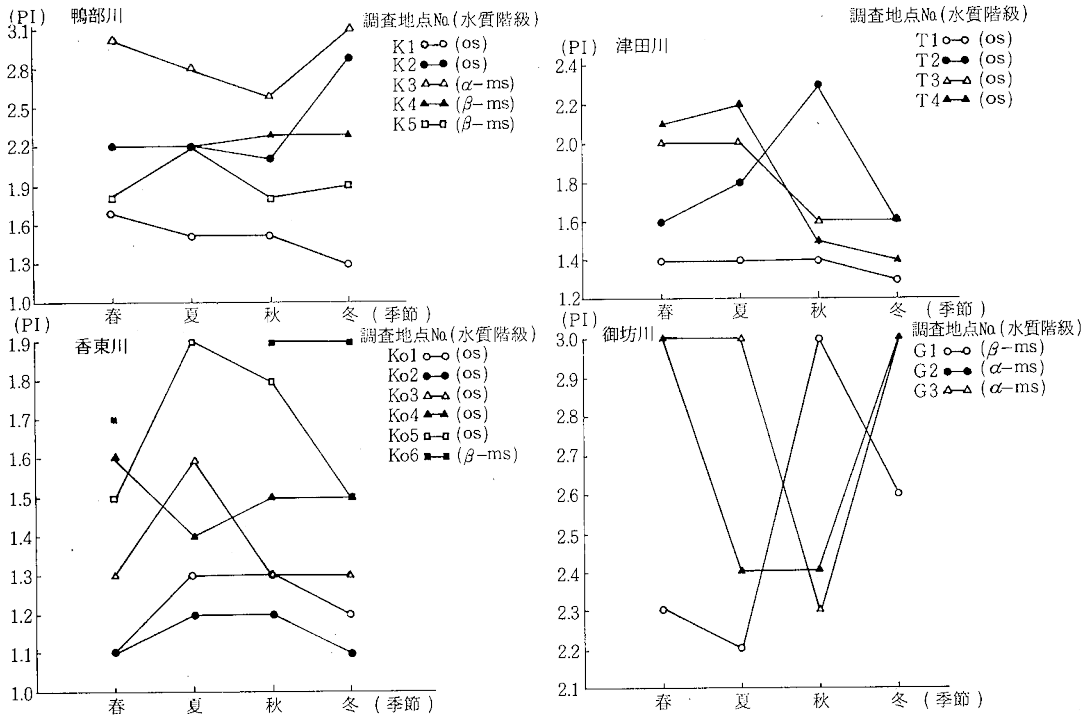 (PI) 鴨部川
調査地点No.(水質階級)
K1 (os)
K2 (os)
K3 (α-ms)
K4 (β-ms)
K5 (β-ms)
3.1
2.8
2.5
2.2
1.9
1.6
1.3
1.0
春 夏 秋 冬 (季節)
(PI) 津田川
調査地点No.(水質階級)
T1 (os)
T2 (os)
T3 (os)
T4 (os)
2.4
2.2
2.0
1.8
1.6
1.4
1.2
春 夏 秋 冬 (季節)
(PI)
香東川
調査地点No.(水質階級)
Ko1 (os)
Ko2 (os)
Ko3 (os)
Ko4 (os)
Ko5 (os)
Ko6 (β-ms)
1.9
1.8
1.7
1.6
1.5
1.4
1.3
1.2
1.1
1.0
春 夏 秋 冬 (季節)
(PI)
御坊川
調査地点No.(水質階級)
G1 (β-ms)
G2 (α-ms)
G3 (α-ms)
3.0
2.9
2.8
2.7
2.6
2.5
2.4
2.3
2.2
2.1
春 夏 秋 冬 (季節)